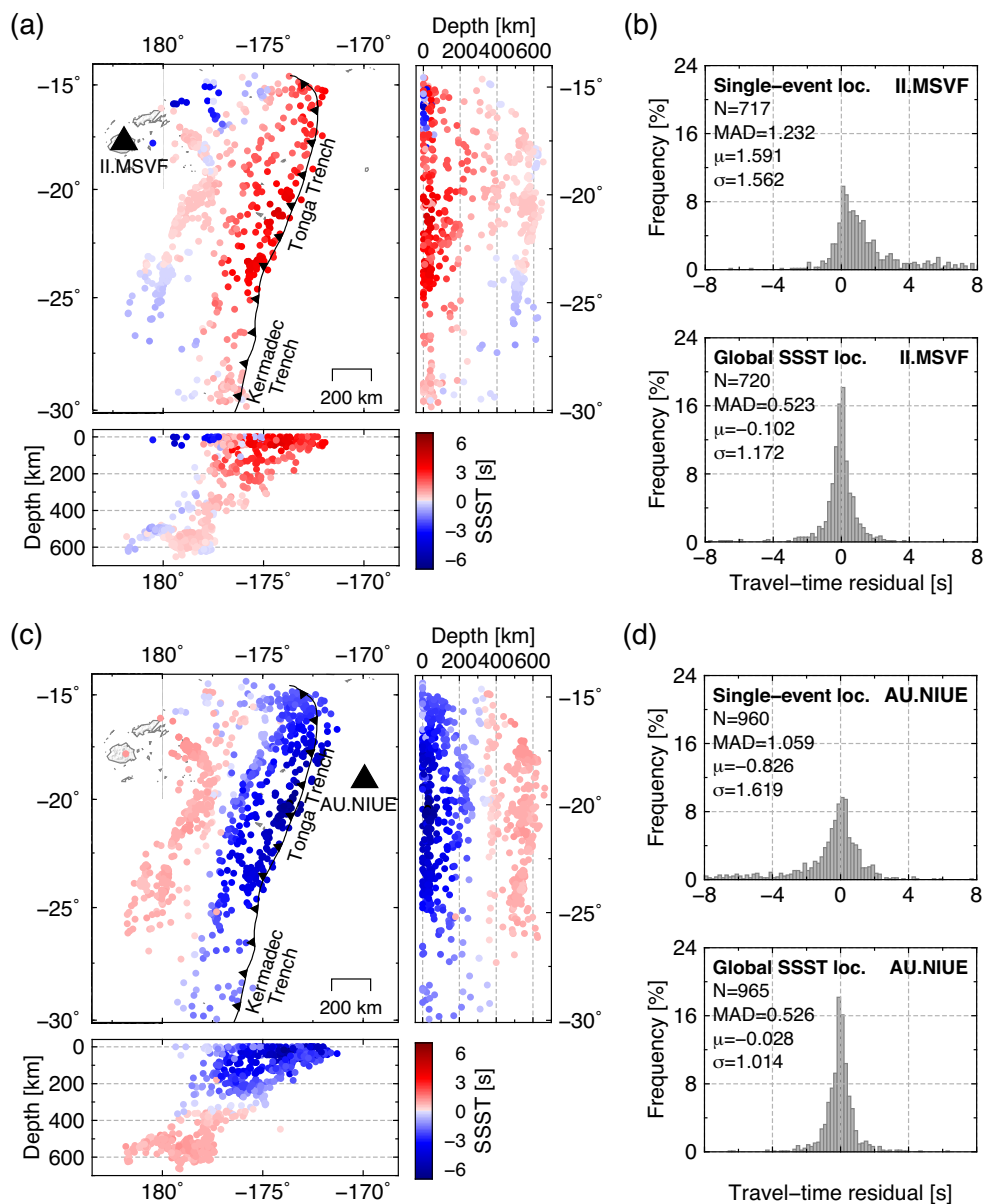 (a)
180˚ −175˚ −170˚
−15˚
−20˚
−25˚
−30˚
II.MSVF
Tonga Trench
Kermadec
Trench
200 km
Depth [km]
0 200400600
−15˚
−20˚
−25˚
−30˚
Depth [km]
0
200
400
600
180˚ −175˚ −170˚
6
3
0
−3
−6
SSST [s]
(b)
Frequency [%]
24
16
8
0
Single−event loc. II.MSVF
N=717
MAD=1.232
μ=1.591
σ=1.562
−8 −4 0 4 8
Frequency [%]
24
16
8
0
Global SSST loc. II.MSVF
N=720
MAD=0.523
μ=−0.102
σ=1.172
−8 −4 0 4 8
Travel−time residual [s]
(c)
180˚ −175˚ −170˚
−15˚
−20˚
−25˚
−30˚
AU.NIUE
Tonga Trench
Kermadec
Trench
200 km
Depth [km]
0 200400600
−15˚
−20˚
−25˚
−30˚
Depth [km]
0
200
400
600
180˚ −175˚ −170˚
6
3
0
−3
−6
SSST [s]
(d)
Frequency [%]
24
16
8
0
Single−event loc. AU.NIUE
N=960
MAD=1.059
μ=−0.826
σ=1.619
−8 −4 0 4 8
Frequency [%]
24
16
8
0
Global SSST loc. AU.NIUE
N=965
MAD=0.526
μ=−0.028
σ=1.014
Travel−time residual [s]